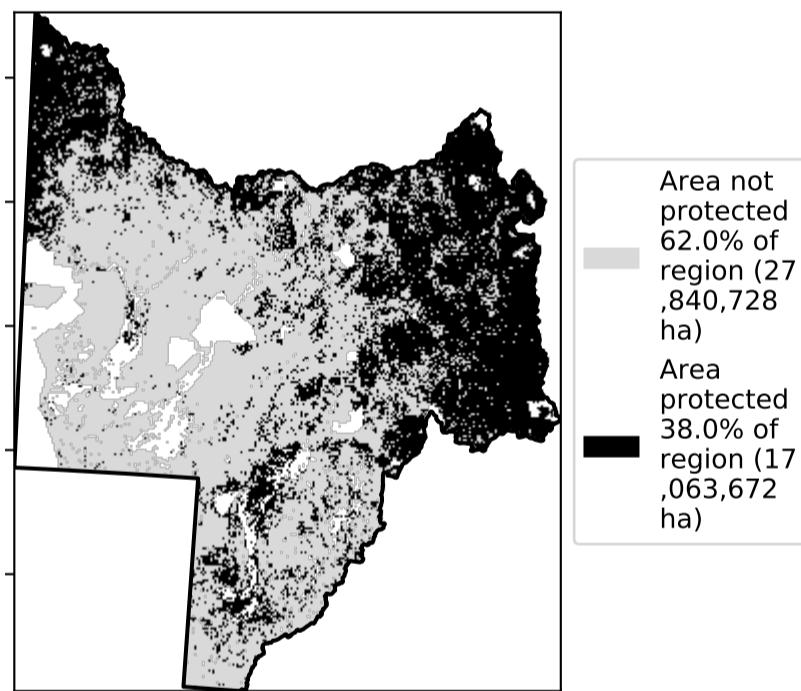 Area not
protected
62.0% of
region (27
,840,728
ha)
Area
protected
38.0% of
region (17
,063,672
ha)